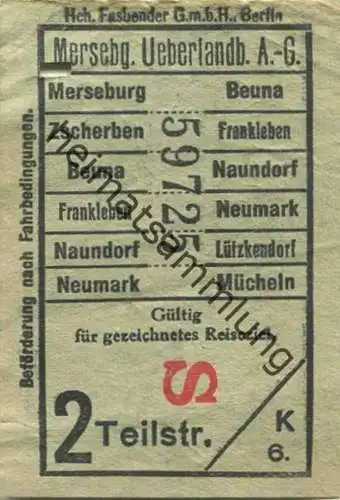 Hch. Fasbender G.m.b.H., Berlin
Mersebg. Ueberlandb. A.-G.
Merseburg Beuna
Zscherben Frankleben
Beuna Naundorf
Frankleben Neumark
Naundorf Lützkendorf
Neumark Mücheln
59725
Gültig
für gezeichnetes Reiseziel
S
2 Teilstr.
K
6.
Beförderung nach Fahrbedingungen.
heimatsammlung